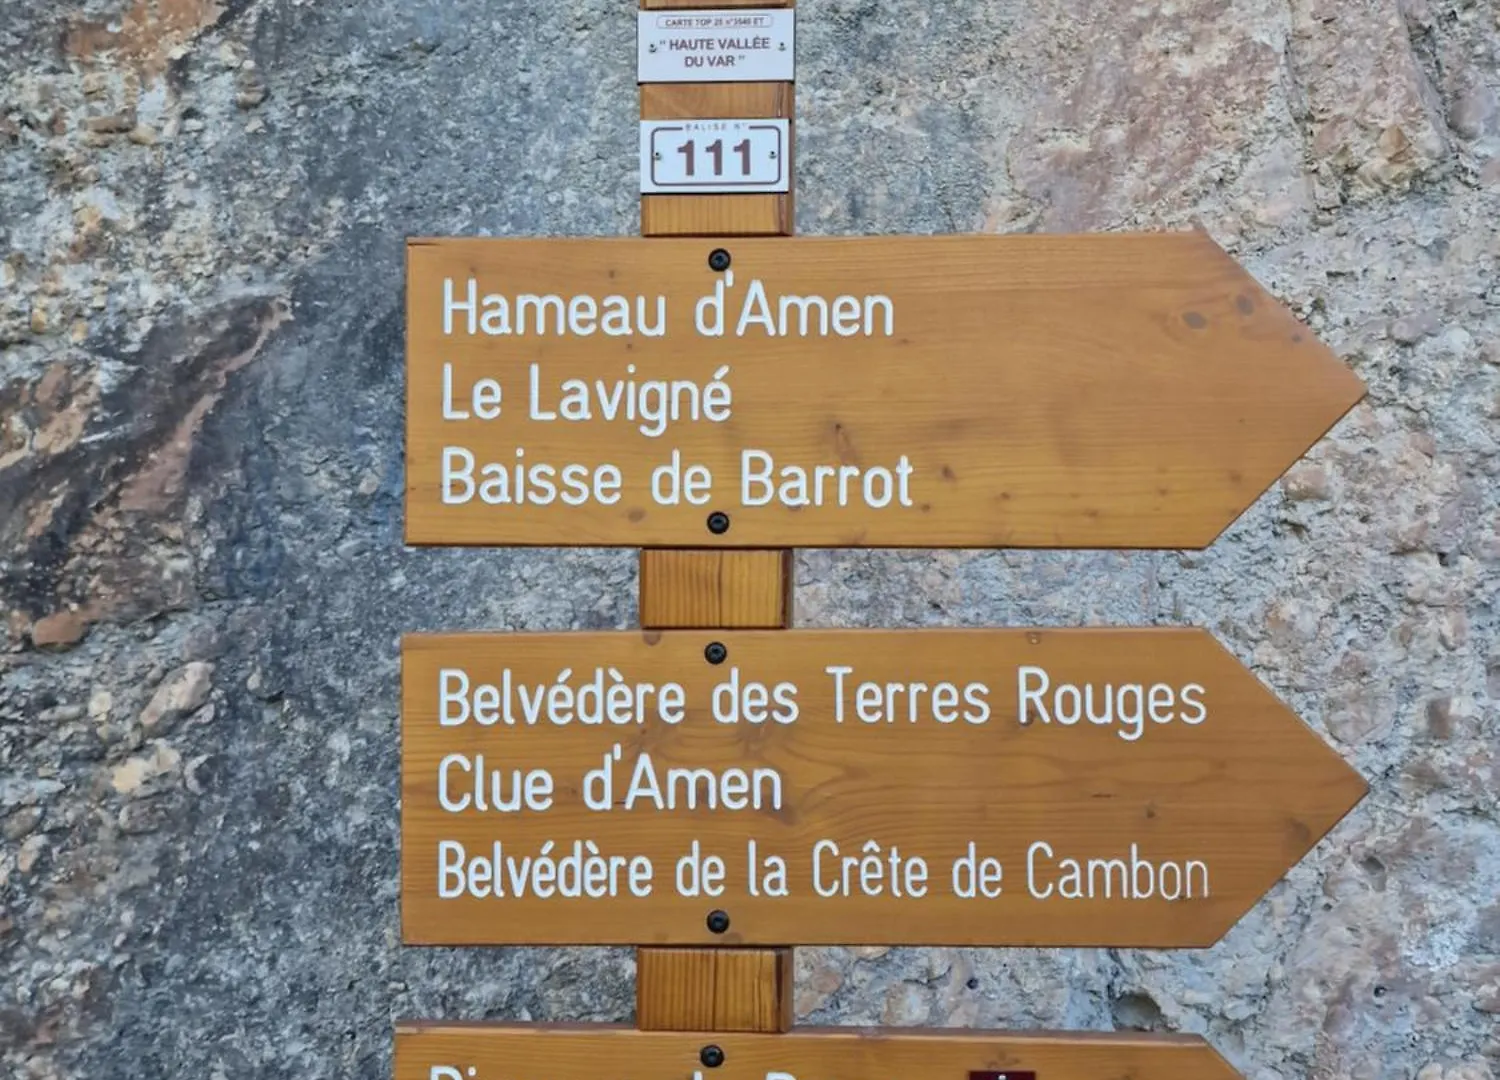 CARTE TOP 25 n°3640 ET
" HAUTE VALLÉE
DU VAR "
BALISE N°
111
Hameau d'Amen
Le Lavigné
Baisse de Barrot
Belvédère des Terres Rouges
Clue d'Amen
Belvédère de la Crête de Cambon